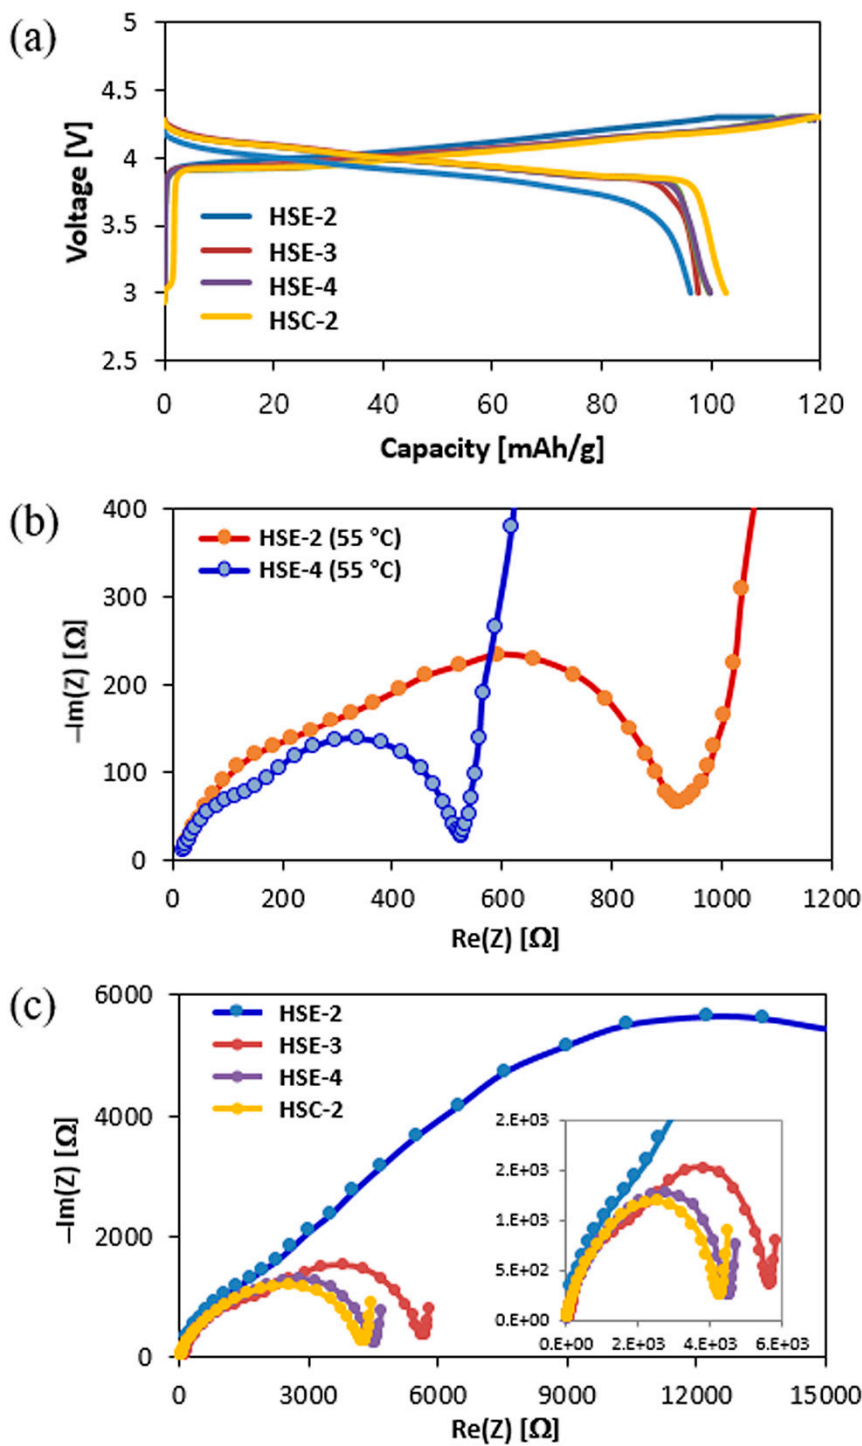 (a)
5
4.5
4
3.5
3
2.5
Voltage [V]
HSE-2
HSE-3
HSE-4
HSC-2
0 20 40 60 80 100 120
Capacity [mAh/g]
(b)
400
300
200
100
0
–Im(Z) [Ω]
HSE-2 (55 °C)
HSE-4 (55 °C)
0 200 400 600 800 1000 1200
Re(Z) [Ω]
(c)
6000
4000
2000
0
–Im(Z) [Ω]
HSE-2
HSE-3
HSE-4
HSC-2
2.E+03
2.E+03
1.E+03
5.E+02
0.E+00
0.E+00 2.E+03 4.E+03 6.E+03
0 3000 6000 9000 12000 15000
Re(Z) [Ω]